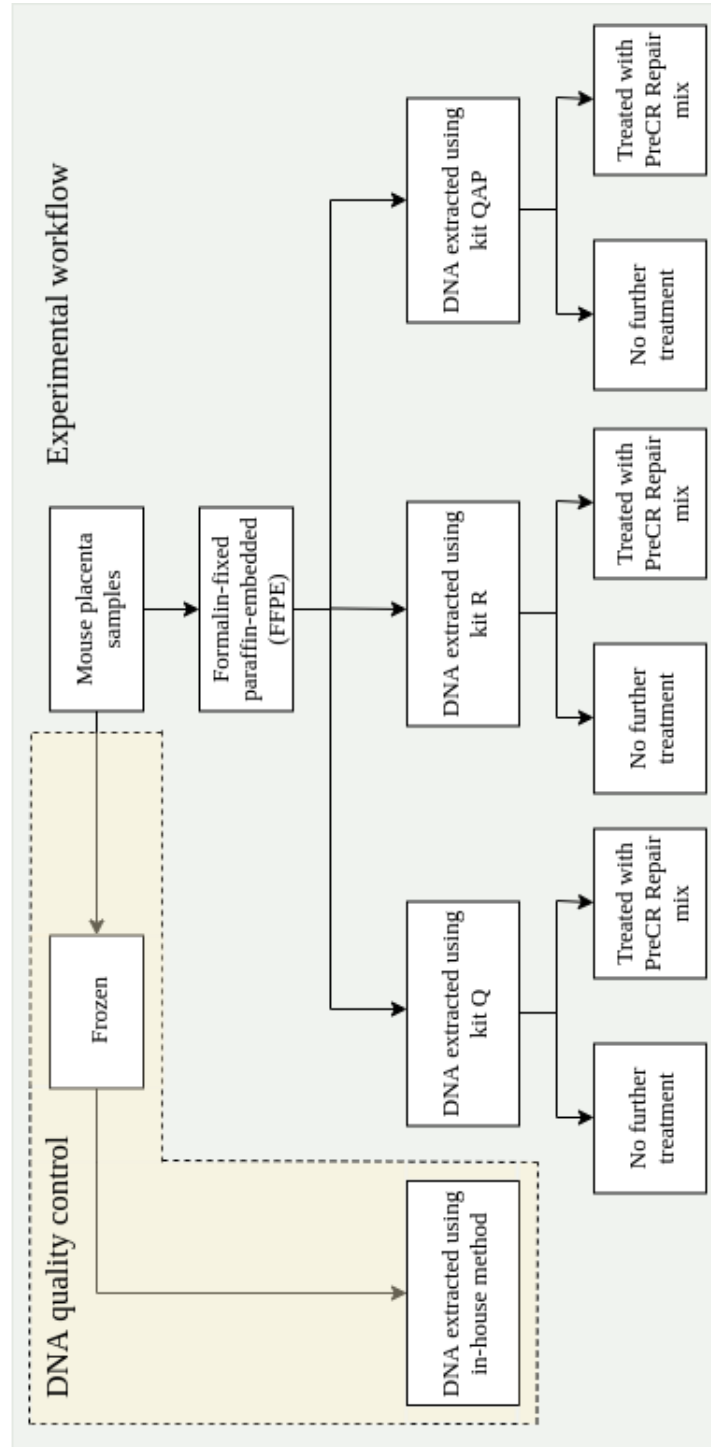 DNA quality control
Experimental workflow
Frozen
Mouse placenta
samples
Formalin-fixed
paraffin-embedded
(FFPE)
DNA extracted using
in-house method
DNA extracted using
kit Q
DNA extracted using
kit R
DNA extracted using
kit QAP
No further
treatment
Treated with
PreCR Repair
mix
No further
treatment
Treated with
PreCR Repair
mix
No further
treatment
Treated with
PreCR Repair
mix